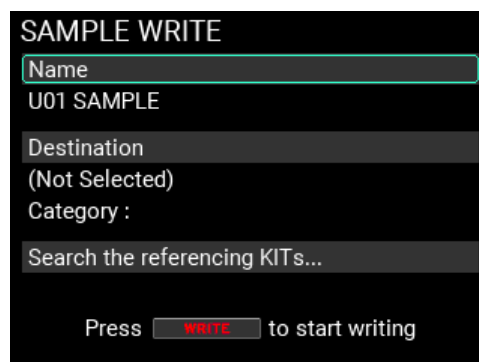 SAMPLE WRITE
Name
U01 SAMPLE
Destination
(Not Selected)
Category :
Search the referencing KITs...
Press WRITE to start writing